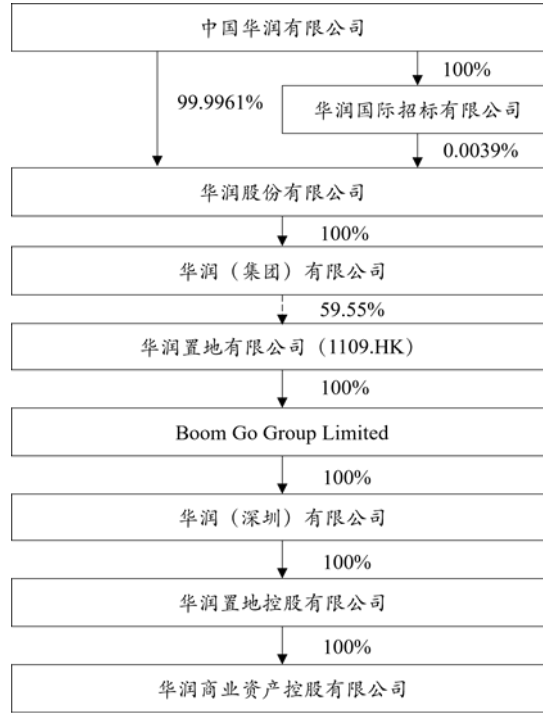 中国华润有限公司
100%
99.9961%
华润国际招标有限公司
0.0039%
华润股份有限公司
100%
华润（集团）有限公司
59.55%
华润置地有限公司（1109.HK）
100%
Boom Go Group Limited
100%
华润（深圳）有限公司
100%
华润置地控股有限公司
100%
华润商业资产控股有限公司